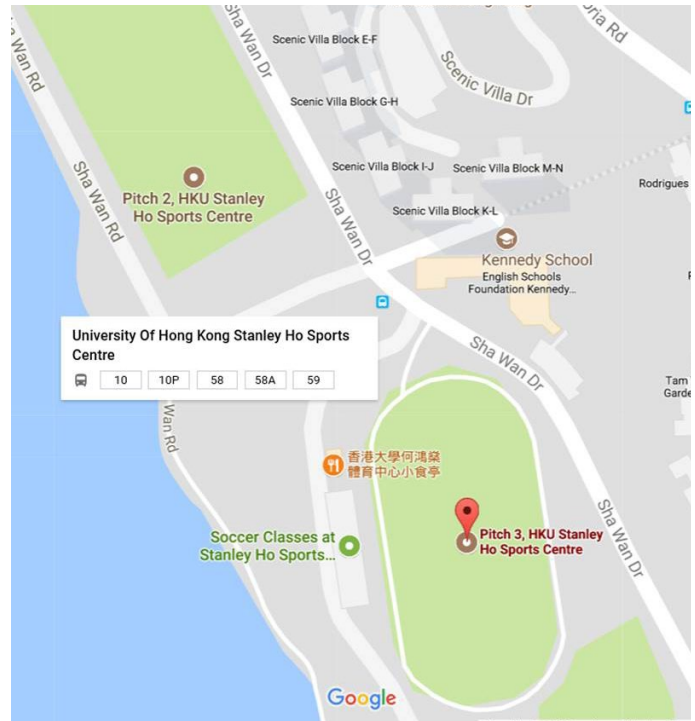 Wan Rd
Sha Wan Dr
Scenic Villa Block E-F
oria Rd
Scenic Villa Dr
Scenic Villa Block G-H
Sha Wan Rd
Pitch 2, HKU Stanley
Ho Sports Centre
Scenic Villa Block I-J
Scenic Villa Block M-N
Rodrigues
Sha Wan Dr
Scenic Villa Block K-L
Kennedy School
English Schools
Foundation Kennedy...
University Of Hong Kong Stanley Ho Sports
Centre
10
10P
58
58A
59
Sha Wan Dr
Tam
Garde
Wan Rd
香港大學何鴻燊
體育中心小食亭
Soccer Classes at
Stanley Ho Sports...
Pitch 3, HKU Stanley
Ho Sports Centre
Sha Wan Dr
Google